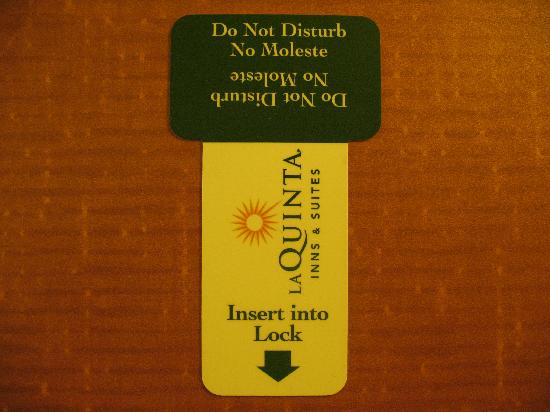 Do Not Disturb
No Moleste
Do Not Disturb
No Moleste
LA QUINTA
INNS & SUITES
Insert into
Lock